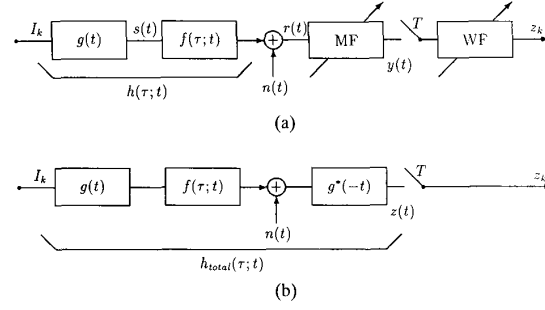 I_k g(t) s(t) f(τ;t) + r(t) MF y(t) T WF z_k
n(t)
h(τ;t)
(a)
I_k g(t) f(τ;t) + g*(-t) z(t) T z_k
n(t)
h_total(τ;t)
(b)